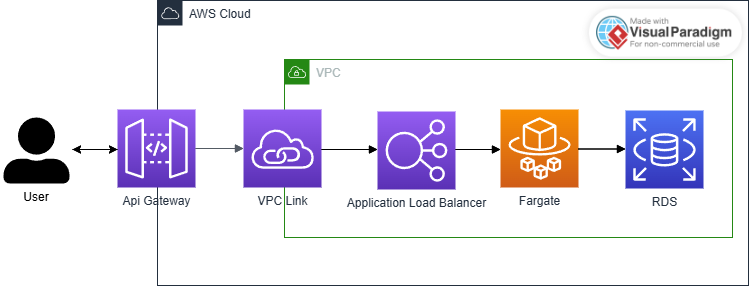 AWS Cloud
Made with
Visual Paradigm
For non-commercial use
VPC
</>
User
Api Gateway
VPC Link
Application Load Balancer
Fargate
RDS